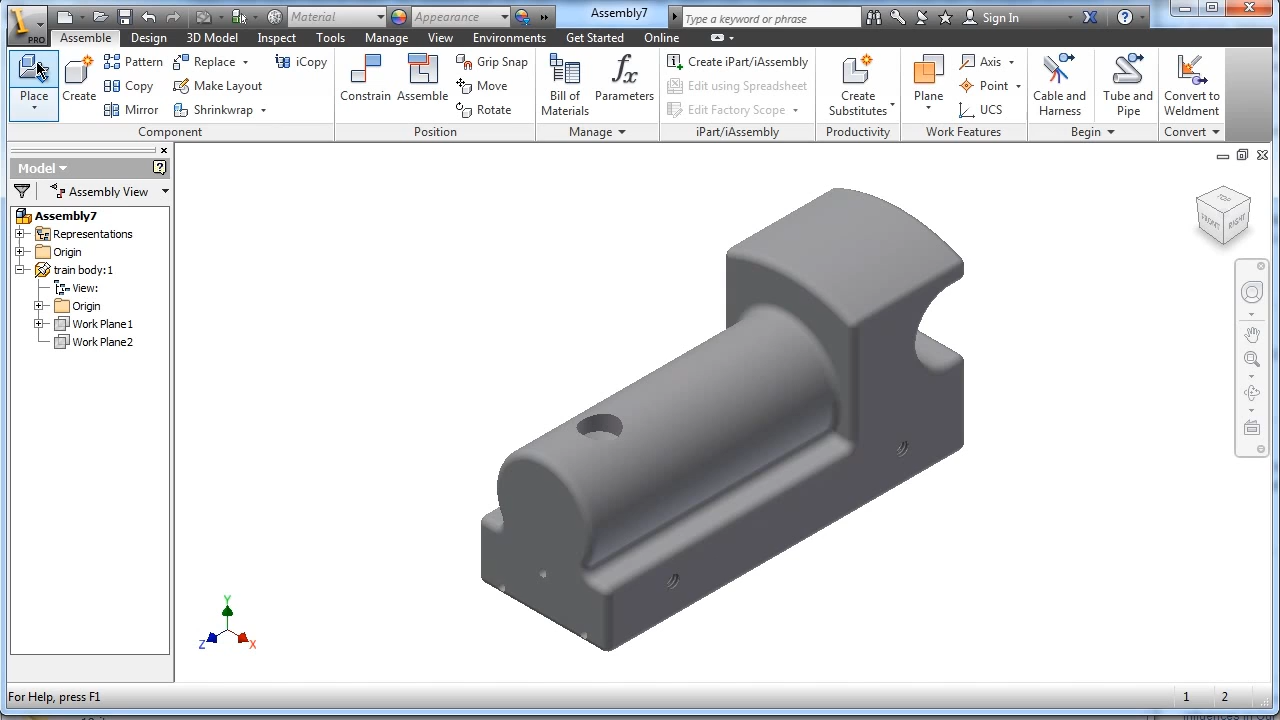 Material
Appearance
Assembly7
Type a keyword or phrase
Sign In
PRO
Assemble
Design
3D Model
Inspect
Tools
Manage
View
Environments
Get Started
Online
Place
Create
Pattern
Copy
Mirror
Replace
Make Layout
Shrinkwrap
iCopy
Component
Constrain
Assemble
Grip Snap
Move
Rotate
Position
Bill of
Materials
fx
Parameters
Manage
Create iPart/iAssembly
Edit using Spreadsheet
Edit Factory Scope
iPart/iAssembly
Create
Substitutes
Productivity
Plane
Axis
Point
UCS
Work Features
Cable and
Harness
Tube and
Pipe
Begin
Convert to
Weldment
Convert
Model
Assembly View
Assembly7
Representations
Origin
train body:1
View:
Origin
Work Plane1
Work Plane2
TOP
FRONT
RIGHT
Y
Z
X
For Help, press F1
1
2